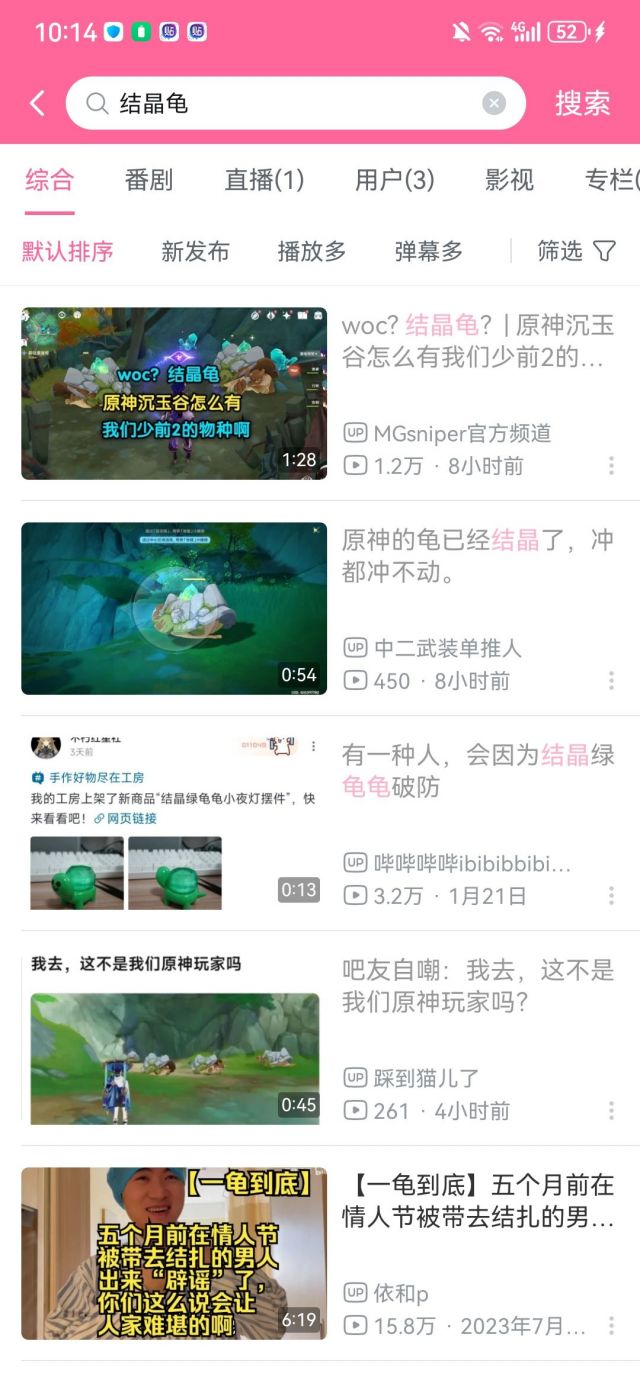 10:14
4G
52
结晶龟
搜索
综合
番剧
直播(1)
用户(3)
影视
专栏(
默认排序
新发布
播放多
弹幕多
筛选
woc? 结晶龟
原神沉玉谷怎么有
我们少前2的物种啊
1:28
woc? 结晶龟? | 原神沉玉
谷怎么有我们少前2的...
UP MGsniper官方频道
1.2万 · 8小时前
0:54
原神的龟已经结晶了，冲
都冲不动。
UP 中二武装单推人
450 · 8小时前
3天前
手作好物尽在工房
我的工房上架了新商品“结晶绿龟龟小夜灯摆件”，快
来看看吧！网页链接
0:13
有一种人，会因为结晶绿
龟龟破防
UP 哔哔哔哔ibibibbibi...
3.2万 · 1月21日
我去，这不是我们原神玩家吗
0:45
吧友自嘲：我去，这不是
我们原神玩家吗？
UP 踩到猫儿了
261 · 4小时前
【一龟到底】
五个月前在情人节
被带去结扎的男人
出来“辟谣”了，
你们这么说会让
人家难堪的啊
6:19
【一龟到底】五个月前在
情人节被带去结扎的男...
UP 依和p
15.8万 · 2023年7月...